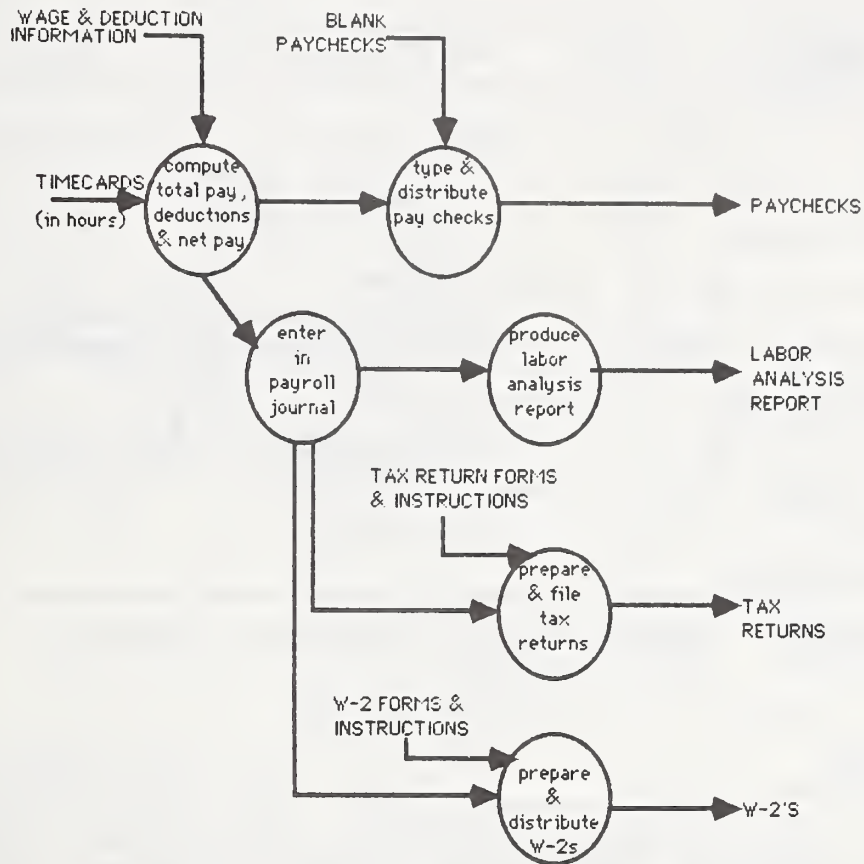 WAGE & DEDUCTION
INFORMATION
BLANK
PAYCHECKS
TIMECARDS
(in hours)
compute
total pay,
deductions
& net pay
type &
distribute
pay checks
PAYCHECKS
enter
in
payroll
journal
produce
labor
analysis
report
LABOR
ANALYSIS
REPORT
TAX RETURN FORMS
& INSTRUCTIONS
prepare
& file
tax
returns
TAX
RETURNS
W-2 FORMS &
INSTRUCTIONS
prepare
&
distribute
W-2s
W-2'S